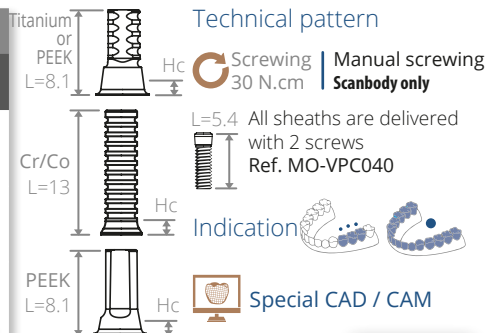 Titanium
or
PEEK
L=8.1
Hc
Technical pattern
Screwing
30 N.cm
Manual screwing
Scanbody only
Cr/Co
L=13
Hc
L=5.4
All sheaths are delivered
with 2 screws
Ref. MO-VPC040
Indication
PEEK
L=8.1
Hc
Special CAD / CAM